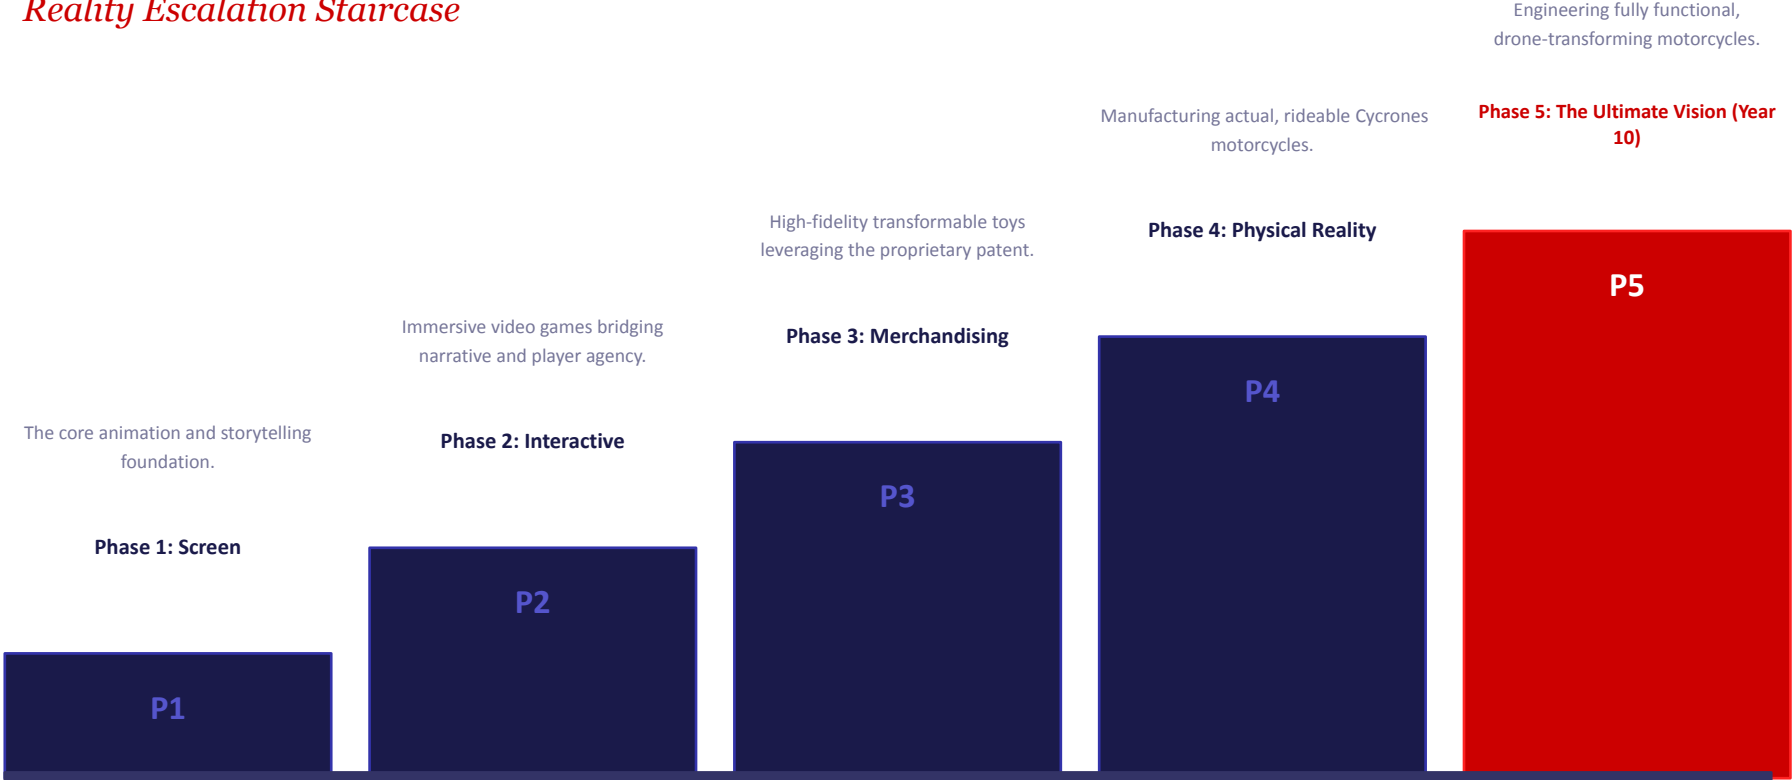 Reality Escalation Staircase
The core animation and storytelling
foundation.
Phase 1: Screen
P1
Immersive video games bridging
narrative and player agency.
Phase 2: Interactive
P2
High-fidelity transformable toys
leveraging the proprietary patent.
Phase 3: Merchandising
P3
Manufacturing actual, rideable Cycrones
motorcycles.
Phase 4: Physical Reality
P4
Engineering fully functional,
drone-transforming motorcycles.
Phase 5: The Ultimate Vision (Year
10)
P5